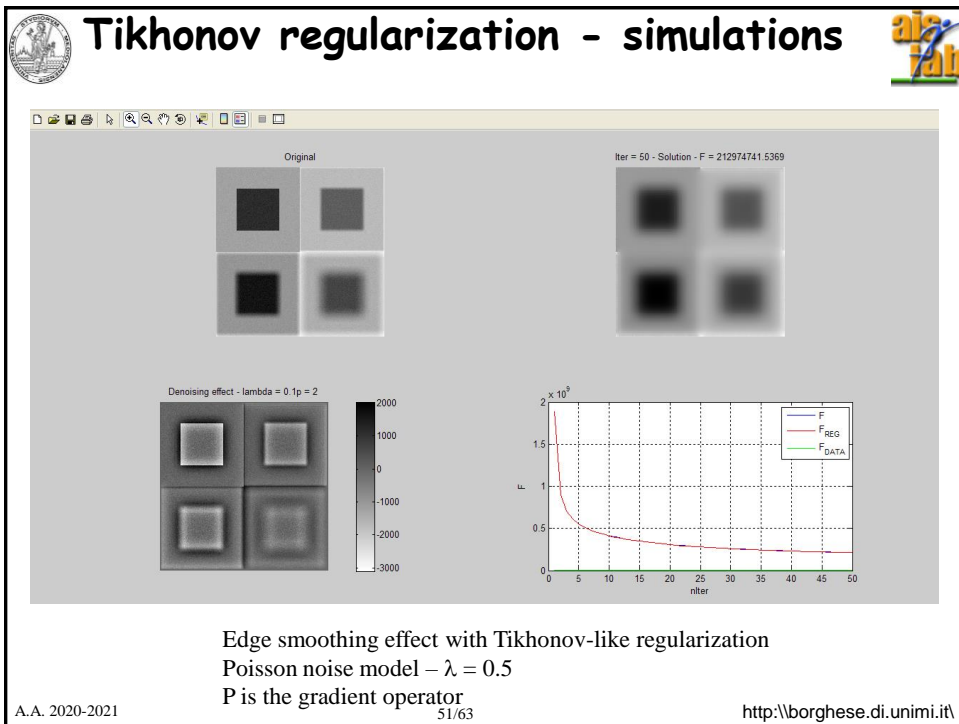 Tikhonov regularization - simulations
Original
Iter = 50 - Solution - F = 212974741.5369
Denoising effect - lambda = 0.1p = 2
2000
1000
0
-1000
-2000
-3000
x 10^9
2
1.5
1
0.5
0
F
F
F_REG
F_DATA
0 5 10 15 20 25 30 35 40 45 50
nIter
Edge smoothing effect with Tikhonov-like regularization
Poisson noise model – λ = 0.5
P is the gradient operator
A.A. 2020-2021
51/63
http:\\borghese.di.unimi.it\